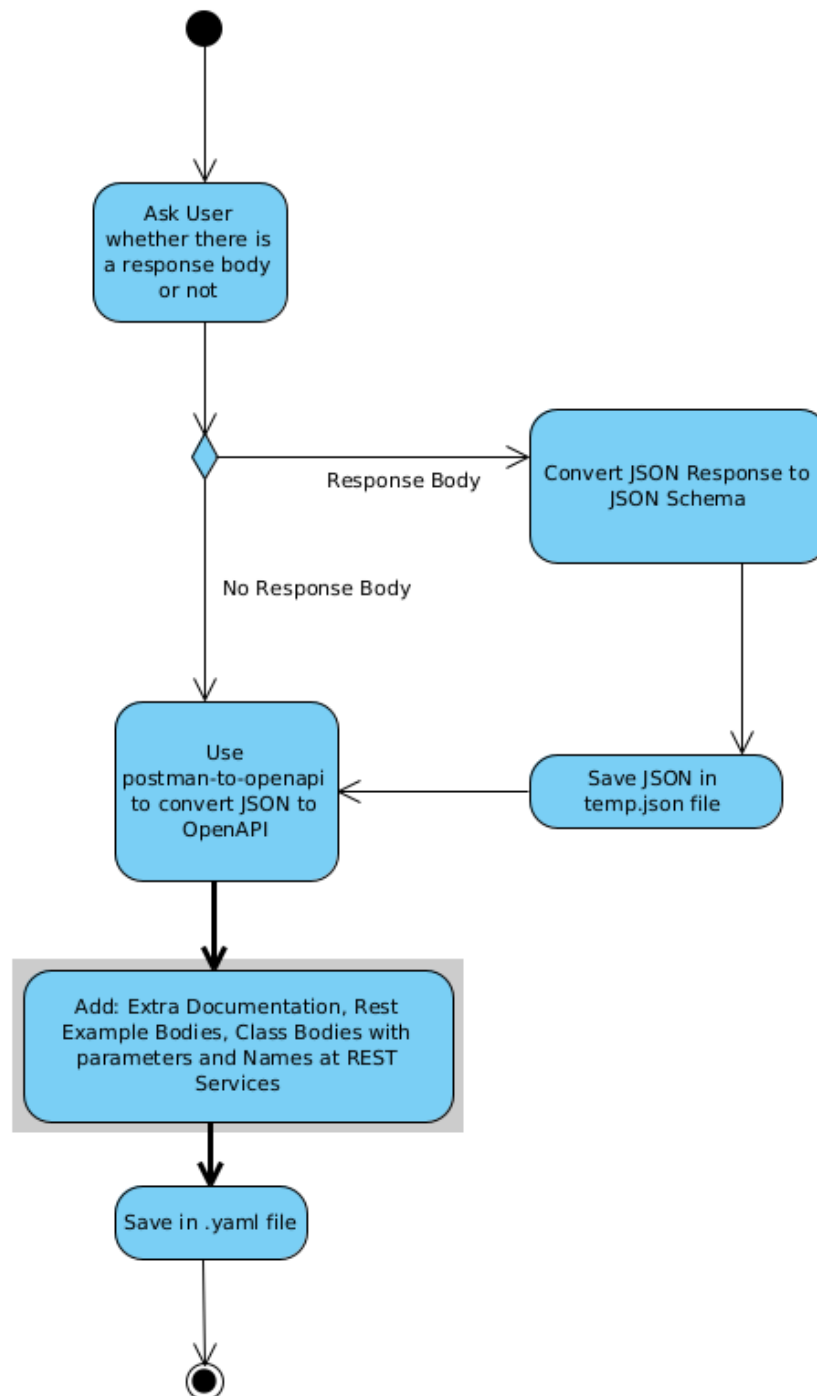 Ask User
whether there is
a response body
or not
Response Body
Convert JSON Response to
JSON Schema
No Response Body
Use
postman-to-openapi
to convert JSON to
OpenAPI
Save JSON in
temp.json file
Add: Extra Documentation, Rest
Example Bodies, Class Bodies with
parameters and Names at REST
Services
Save in .yaml file